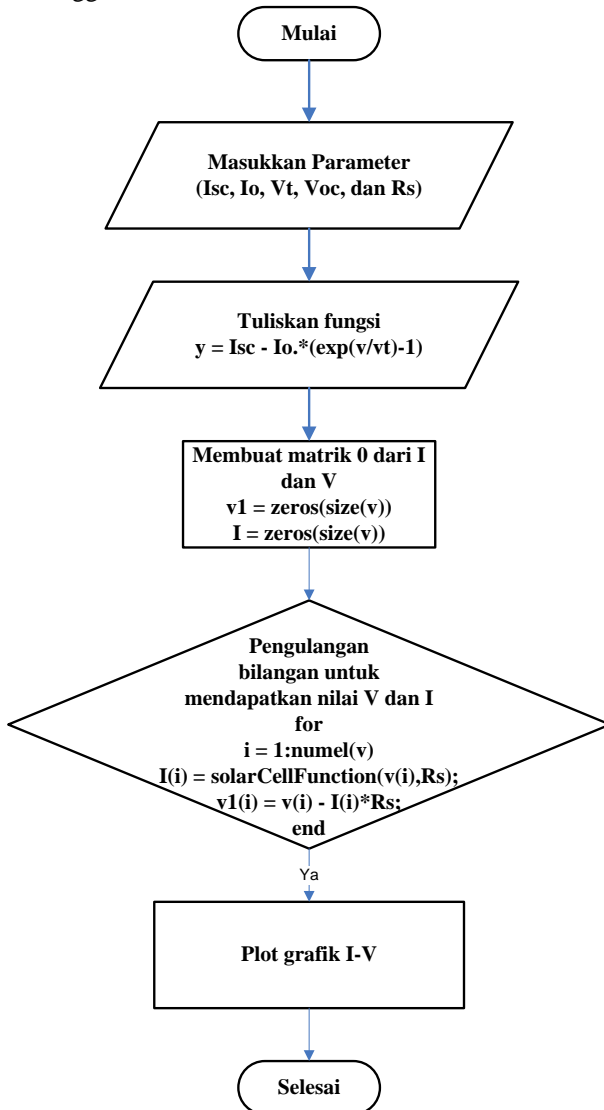 Mulai
Masukkan Parameter
(Isc, Io, Vt, Voc, dan Rs)
Tuliskan fungsi
y = Isc - Io.*(exp(v/vt)-1)
Membuat matrik 0 dari I
dan V
v1 = zeros(size(v))
I = zeros(size(v))
Pengulangan
bilangan untuk
mendapatkan nilai V dan I
for
i = 1:numel(v)
I(i) = solarCellFunction(v(i),Rs);
v1(i) = v(i) - I(i)*Rs;
end
Ya
Plot grafik I-V
Selesai